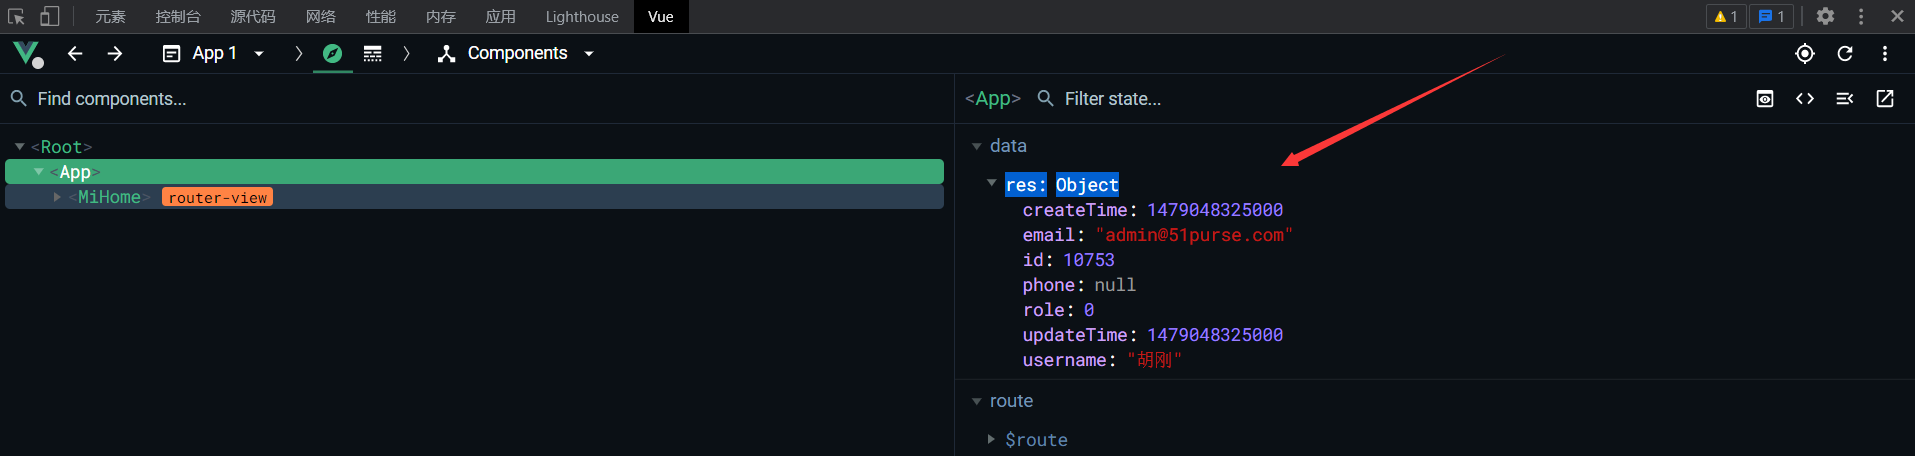 元素 控制台 源代码 网络 性能 内存 应用 Lighthouse Vue 1 1
App 1 Components
Find components...
<App> Filter state...
<Root>
<App>
<MiHome> router-view
data
res: Object
createTime: 1479048325000
email: "admin@51purse.com"
id: 10753
phone: null
role: 0
updateTime: 1479048325000
username: "胡刚"
route
$route